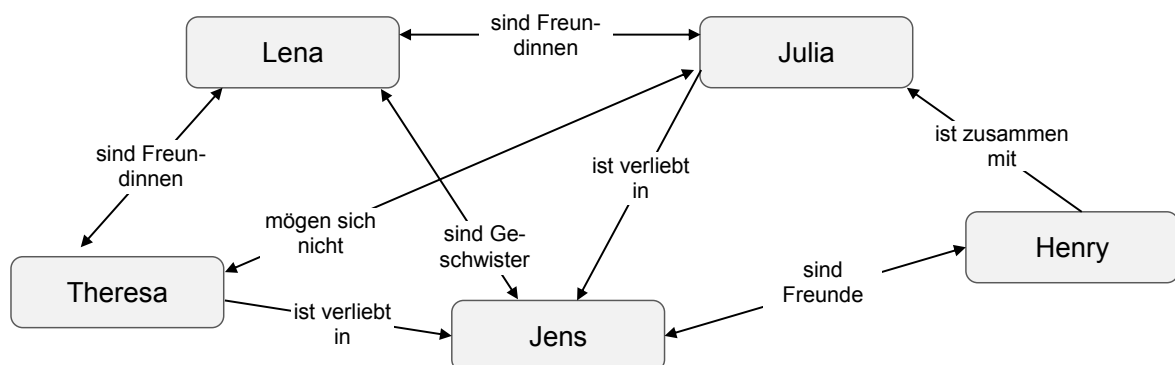 sind Freun-
dinnen
Lena
Julia
ist zusammen
mit
sind Freun-
dinnen
ist verliebt
in
mögen sich
nicht
sind Ge-
schwister
Henry
sind
Freunde
Theresa
ist verliebt
in
Jens